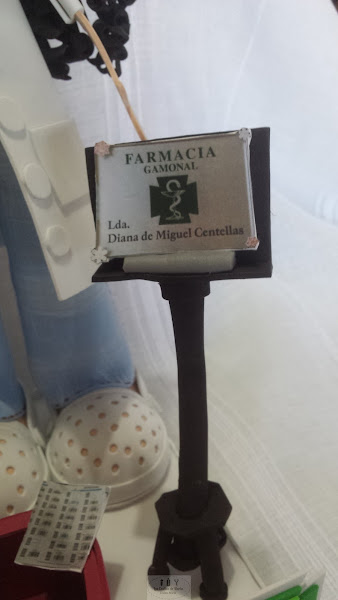 FARMACIA
GAMONAL
Lda.
Diana de Miguel Centellas
F O Y